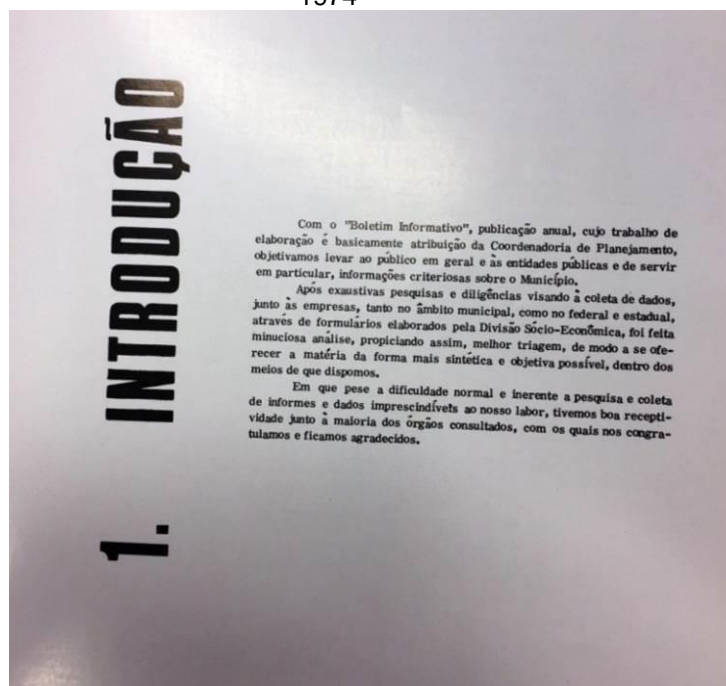 1974
1. INTRODUÇÃO
Com o "Boletim Informativo", publicação anual, cujo trabalho de
elaboração é basicamente atribuição da Coordenadoria de Planejamento,
objetivamos levar ao público em geral e às entidades públicas e de servir
em particular, informações criteriosas sobre o Município.
Após exaustivas pesquisas e diligências visando à coleta de dados,
junto às empresas, tanto no âmbito municipal, como no federal e estadual,
através de formulários elaborados pela Divisão Sócio-Econômica, foi feita
minuciosa análise, propiciando assim, melhor triagem, de modo a se ofe-
recer a matéria da forma mais sintética e objetiva possível, dentro dos
meios de que dispomos.
Em que pese a dificuldade normal e inerente a pesquisa e coleta
de informes e dados imprescindíveis ao nosso labor, tivemos boa recepti-
vidade junto à maioria dos órgãos consultados, com os quais nos congra-
tulamos e ficamos agradecidos.